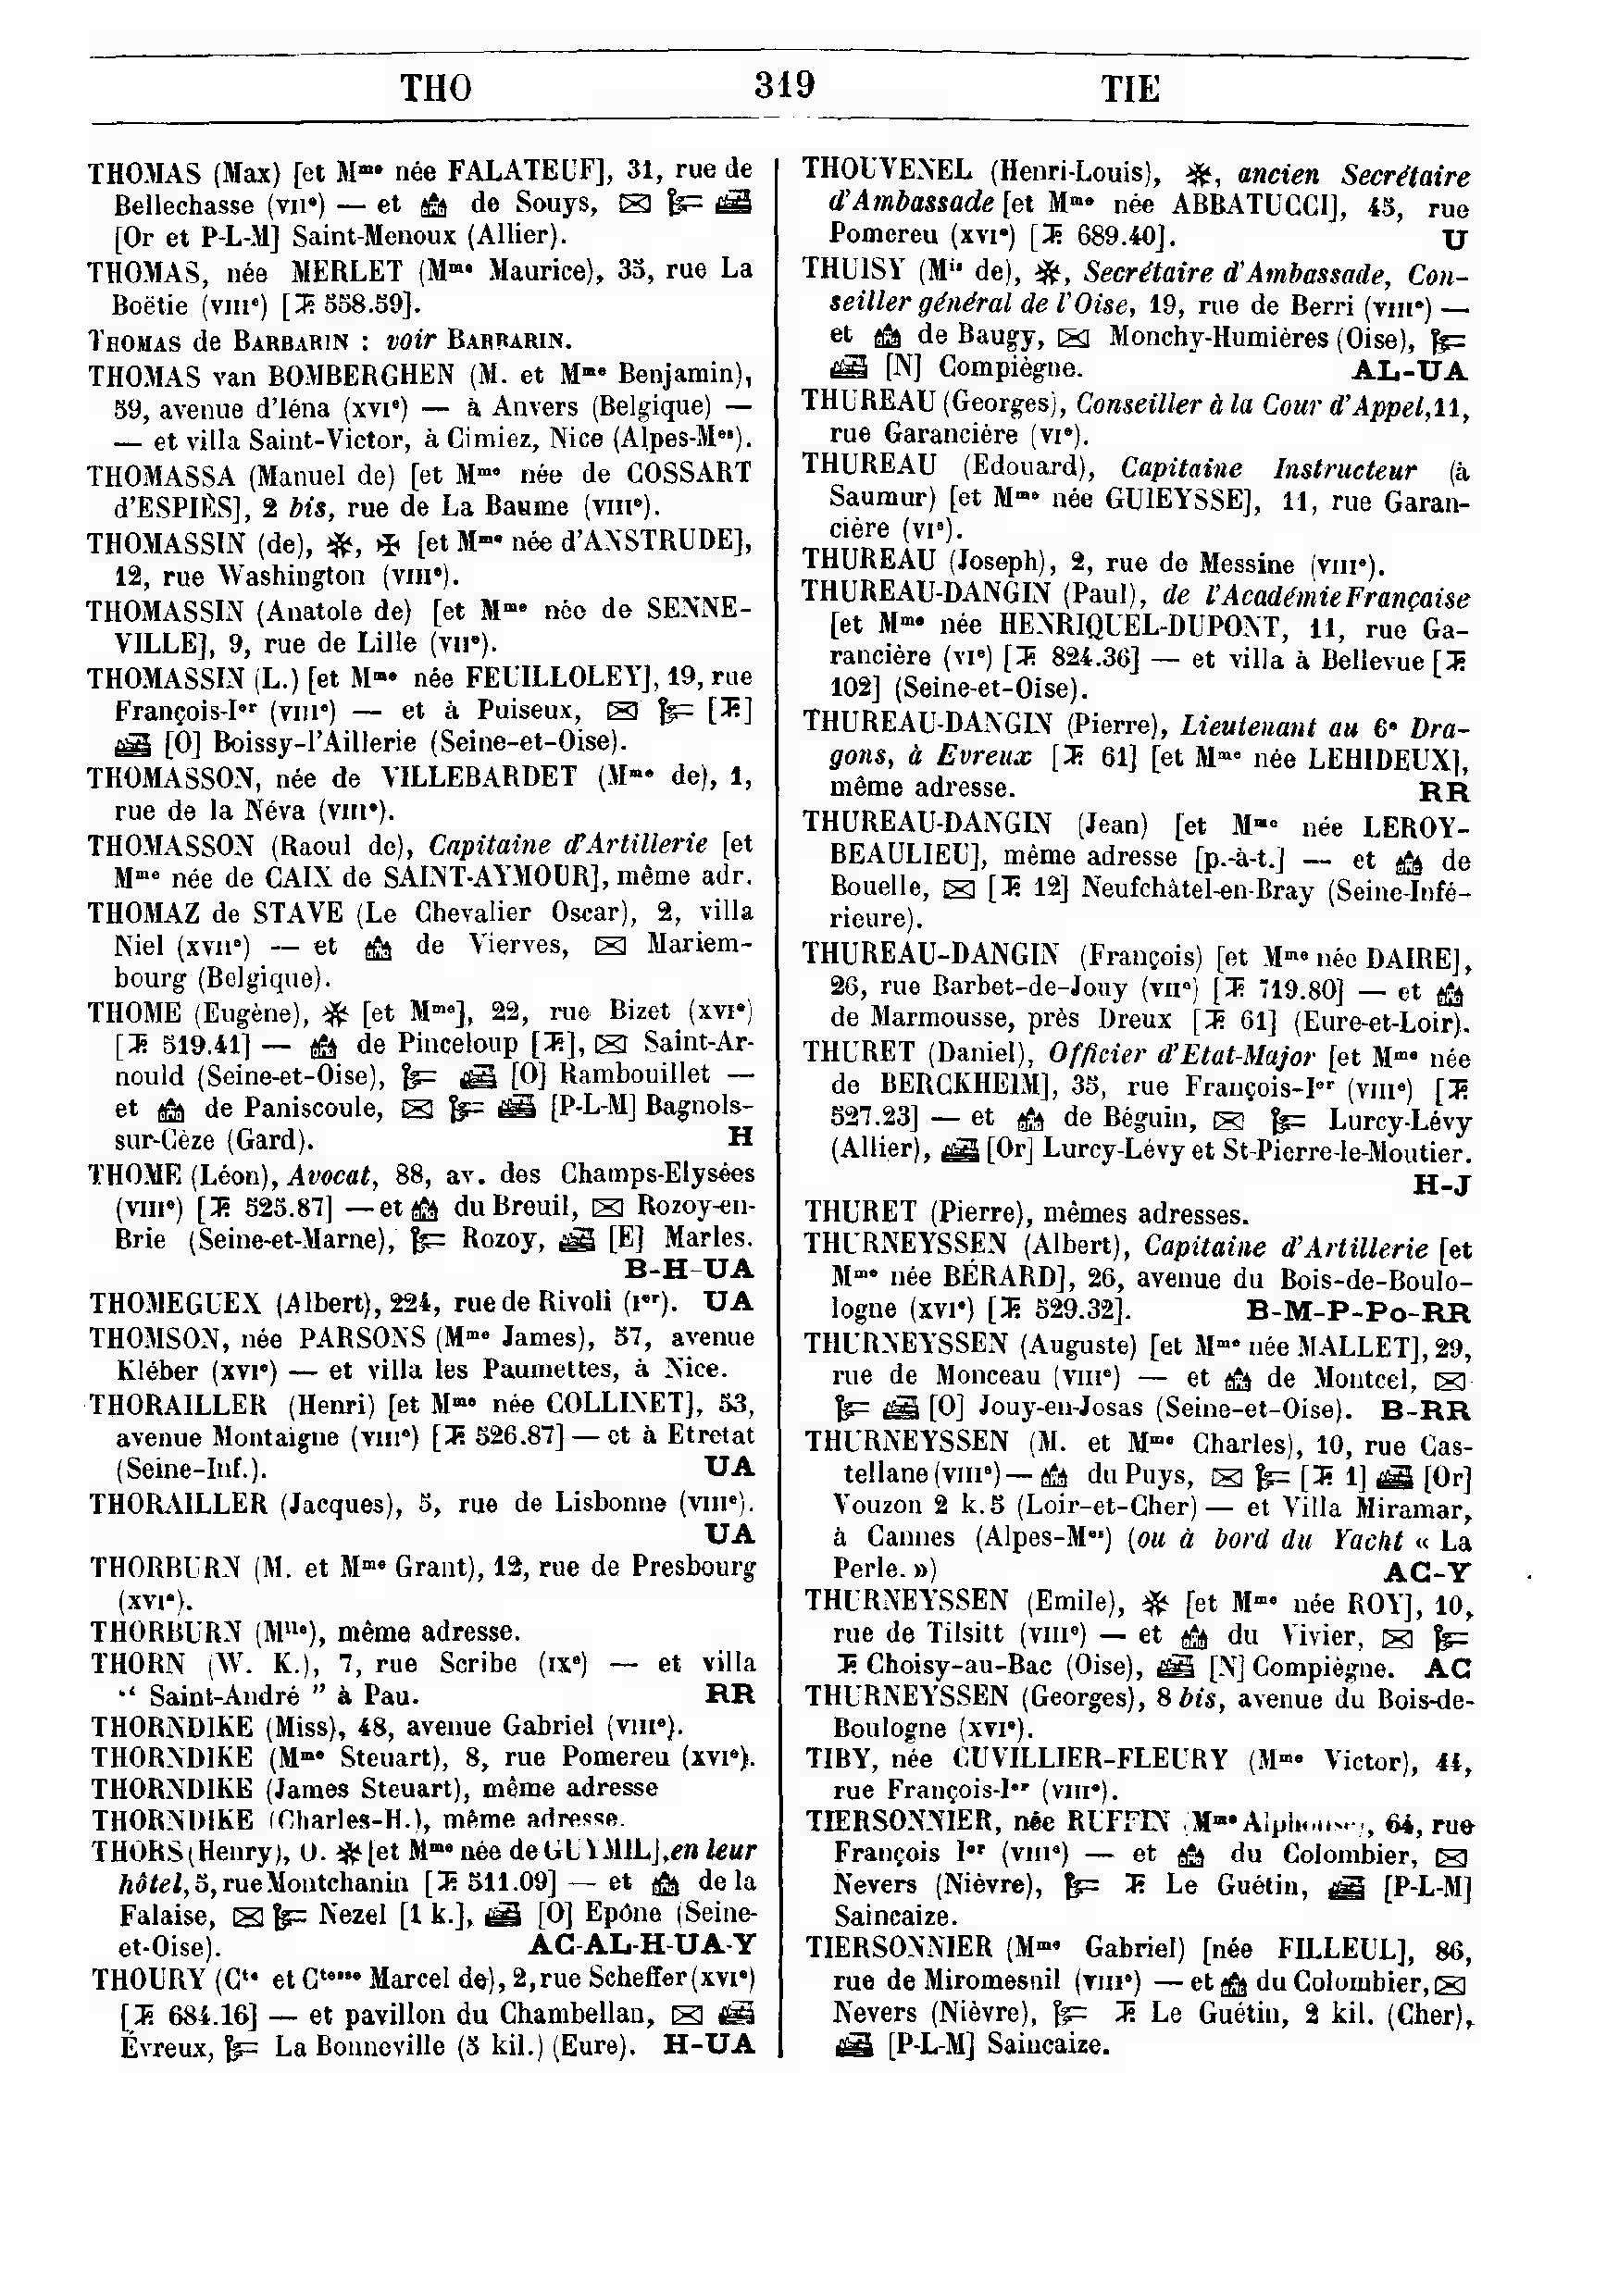 THO 319 TIE
THOMAS (Max) [et Mme née FALATEUF], 31, rue de
Bellechasse (VIIe) — et de Souys,
[Or et P-L-M] Saint-Menoux (Allier).
THOMAS, née MERLET (Mme Maurice), 35, rue La
Boëtie (VIIIe) [T. 558.59].
THOMAS de BARBARIN : voir BARBARIN.
THOMAS van BOMBERGHEN (M. et Mme Benjamin),
59, avenue d'Iéna (XVIe) — à Anvers (Belgique) —
— et villa Saint-Victor, à Cimiez, Nice (Alpes-Mes).
THOMASSA (Manuel de) [et Mme née de COSSART
d'ESPIÈS], 2 bis, rue de La Baume (VIIIe).
THOMASSIN (de), ✻, ✠ [et Mme née d'ANSTRUDE],
12, rue Washington (VIIIe).
THOMASSIN (Anatole de) [et Mme née de SENNE-
VILLE], 9, rue de Lille (VIIe).
THOMASSIN (L.) [et Mme née FEUILLOLEY], 19, rue
François-Ier (VIIIe) — et à Puiseux, [T.]
[O] Boissy-l'Aillerie (Seine-et-Oise).
THOMASSON, née de VILLEBARDET (Mme de), 1,
rue de la Néva (VIIIe).
THOMASSON (Raoul de), Capitaine d'Artillerie [et
Mme née de CAIX de SAINT-AYMOUR], même adr.
THOMAZ de STAVE (Le Chevalier Oscar), 2, villa
Niel (XVIIe) — et de Vierves, Mariem-
bourg (Belgique).
THOME (Eugène), ✻ [et Mme], 22, rue Bizet (XVIe)
[T. 519.41] — de Pinceloup [T.], Saint-Ar-
nould (Seine-et-Oise), [O] Rambouillet —
et de Paniscoule, [P-L-M] Bagnols-
sur-Cèze (Gard). H
THOME (Léon), Avocat, 88, av. des Champs-Elysées
(VIIIe) [T. 525.87] — et du Breuil, Rozoy-en-
Brie (Seine-et-Marne), Rozoy, [E] Marles.
B-H-UA
THOMEGUEX (Albert), 224, rue de Rivoli (Ier). UA
THOMSON, née PARSONS (Mme James), 57, avenue
Kléber (XVIe) — et villa les Paumettes, à Nice.
THORAILLER (Henri) [et Mme née COLLINET], 53,
avenue Montaigne (VIIIe) [T. 526.87] — et à Etretat
(Seine-Inf.). UA
THORAILLER (Jacques), 5, rue de Lisbonne (VIIIe).
UA
THORBURN (M. et Mme Grant), 12, rue de Presbourg
(XVIe).
THORBURN (Mlle), même adresse.
THORN (W. K.), 7, rue Scribe (IXe) — et villa
“ Saint-André ” à Pau. RR
THORNDIKE (Miss), 48, avenue Gabriel (VIIIe).
THORNDIKE (Mme Steuart), 8, rue Pomereu (XVIe).
THORNDIKE (James Steuart), même adresse
THORNDIKE (Charles-H.), même adresse.
THORS (Henry), O. ✻ [et Mme née de GUYMIL], en leur
hôtel, 5, rue Montchanin [T. 511.09] — et de la
Falaise, Nezel [1 k.], [O] Epône (Seine-
et-Oise). AC-AL-H-UA-Y
THOURY (Cte et Ctesse Marcel de), 2, rue Scheffer (XVIe)
[T. 684.16] — et pavillon du Chambellan,
Évreux, La Bonneville (5 kil.) (Eure). H-UA
THOUVENEL (Henri-Louis), ✻, ancien Secrétaire
d'Ambassade [et Mme née ABBATUCCI], 45, rue
Pomereu (XVIe) [T. 689.40]. U
THUISY (Mis de), ✻, Secrétaire d'Ambassade, Con-
seiller général de l'Oise, 19, rue de Berri (VIIIe) —
et de Baugy, Monchy-Humières (Oise),
[N] Compiègne. AL-UA
THUREAU (Georges), Conseiller à la Cour d'Appel, 11,
rue Garancière (VIe).
THUREAU (Edouard), Capitaine Instructeur (à
Saumur) [et Mme née GUIEYSSE], 11, rue Garan-
cière (VIe).
THUREAU (Joseph), 2, rue de Messine (VIIIe).
THUREAU-DANGIN (Paul), de l'Académie Française
[et Mme née HENRIQUEL-DUPONT, 11, rue Ga-
rancière (VIe) [T. 824.36] — et villa à Bellevue [T.
102] (Seine-et-Oise).
THUREAU-DANGIN (Pierre), Lieutenant au 6e Dra-
gons, à Evreux [T. 61] [et Mme née LEHIDEUX],
même adresse. RR
THUREAU-DANGIN (Jean) [et Mme née LEROY-
BEAULIEU], même adresse [p.-à-t.] — et de
Bouelle, [T. 12] Neufchâtel-en-Bray (Seine-Infé-
rieure).
THUREAU-DANGIN (François) [et Mme née DAIRE],
26, rue Barbet-de-Jouy (VIIe) [T. 719.80] — et
de Marmousse, près Dreux [T. 61] (Eure-et-Loir).
THURET (Daniel), Officier d'Etat-Major [et Mme née
de BERCKHEIM], 35, rue François-Ier (VIIIe) [T.
527.23] — et de Béguin, Lurcy-Lévy
(Allier), [Or] Lurcy-Lévy et St-Pierre-le-Moutier.
H-J
THURET (Pierre), mêmes adresses.
THURNEYSSEN (Albert), Capitaine d'Artillerie [et
Mme née BÉRARD], 26, avenue du Bois-de-Boulo-
logne (XVIe) [T. 529.32]. B-M-P-Po-RR
THURNEYSSEN (Auguste) [et Mme née MALLET], 29,
rue de Monceau (VIIIe) — et de Montcel,
[O] Jouy-en-Josas (Seine-et-Oise). B-RR
THURNEYSSEN (M. et Mme Charles), 10, rue Cas-
tellane (VIIIe) — du Puys, [T. 1] [Or]
Vouzon 2 k. 5 (Loir-et-Cher) — et Villa Miramar,
à Cannes (Alpes-Mes) (ou à bord du Yacht « La
Perle. ») AC-Y
THURNEYSSEN (Emile), ✻ [et Mme née ROY], 10,
rue de Tilsitt (VIIIe) — et du Vivier,
T. Choisy-au-Bac (Oise), [N] Compiègne. AC
THURNEYSSEN (Georges), 8 bis, avenue du Bois-de-
Boulogne (XVIe).
TIBY, née CUVILLIER-FLEURY (Mme Victor), 44,
rue François-Ier (VIIIe).
TIERSONNIER, née RUFFIN (Mme Alphonse), 64, rue
François Ier (VIIIe) — et du Colombier,
Nevers (Nièvre), T. Le Guétin, [P-L-M]
Saincaize.
TIERSONNIER (Mme Gabriel) [née FILLEUL], 86,
rue de Miromesnil (VIIIe) — et du Colombier,
Nevers (Nièvre), T. Le Guétin, 2 kil. (Cher),
[P-L-M] Saincaize.